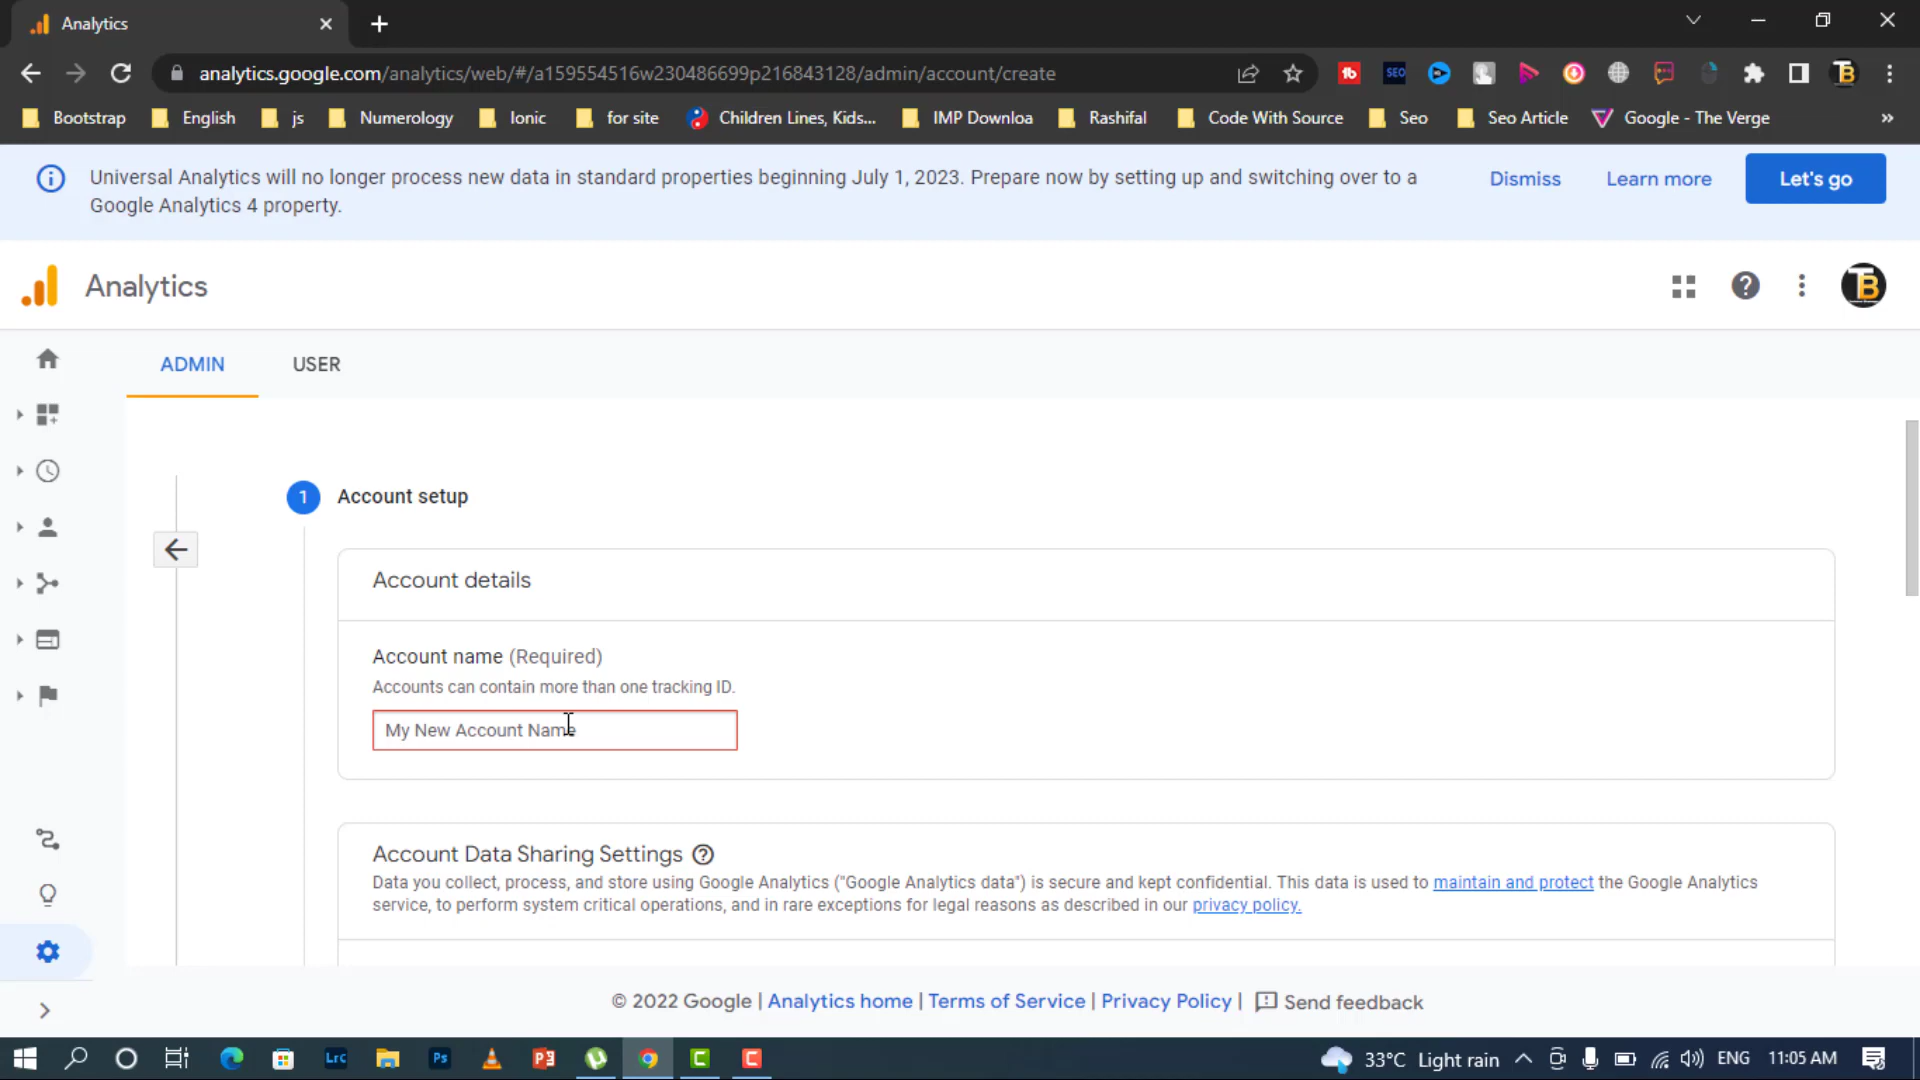 Analytics
analytics.google.com/analytics/web/#/a159554516w230486699p216843128/admin/account/create
Bootstrap
English
js
Numerology
Ionic
for site
Children Lines, Kids...
IMP Downloa
Rashifal
Code With Source
Seo
Seo Article
Google - The Verge
»
Universal Analytics will no longer process new data in standard properties beginning July 1, 2023. Prepare now by setting up and switching over to a
Google Analytics 4 property.
Dismiss
Learn more
Let's go
Analytics
ADMIN
USER
1 Account setup
Account details
Account name (Required)
Accounts can contain more than one tracking ID.
My New Account Name
Account Data Sharing Settings
Data you collect, process, and store using Google Analytics ("Google Analytics data") is secure and kept confidential. This data is used to maintain and protect the Google Analytics
service, to perform system critical operations, and in rare exceptions for legal reasons as described in our privacy policy.
© 2022 Google | Analytics home | Terms of Service | Privacy Policy | Send feedback
33°C Light rain
ENG
11:05 AM